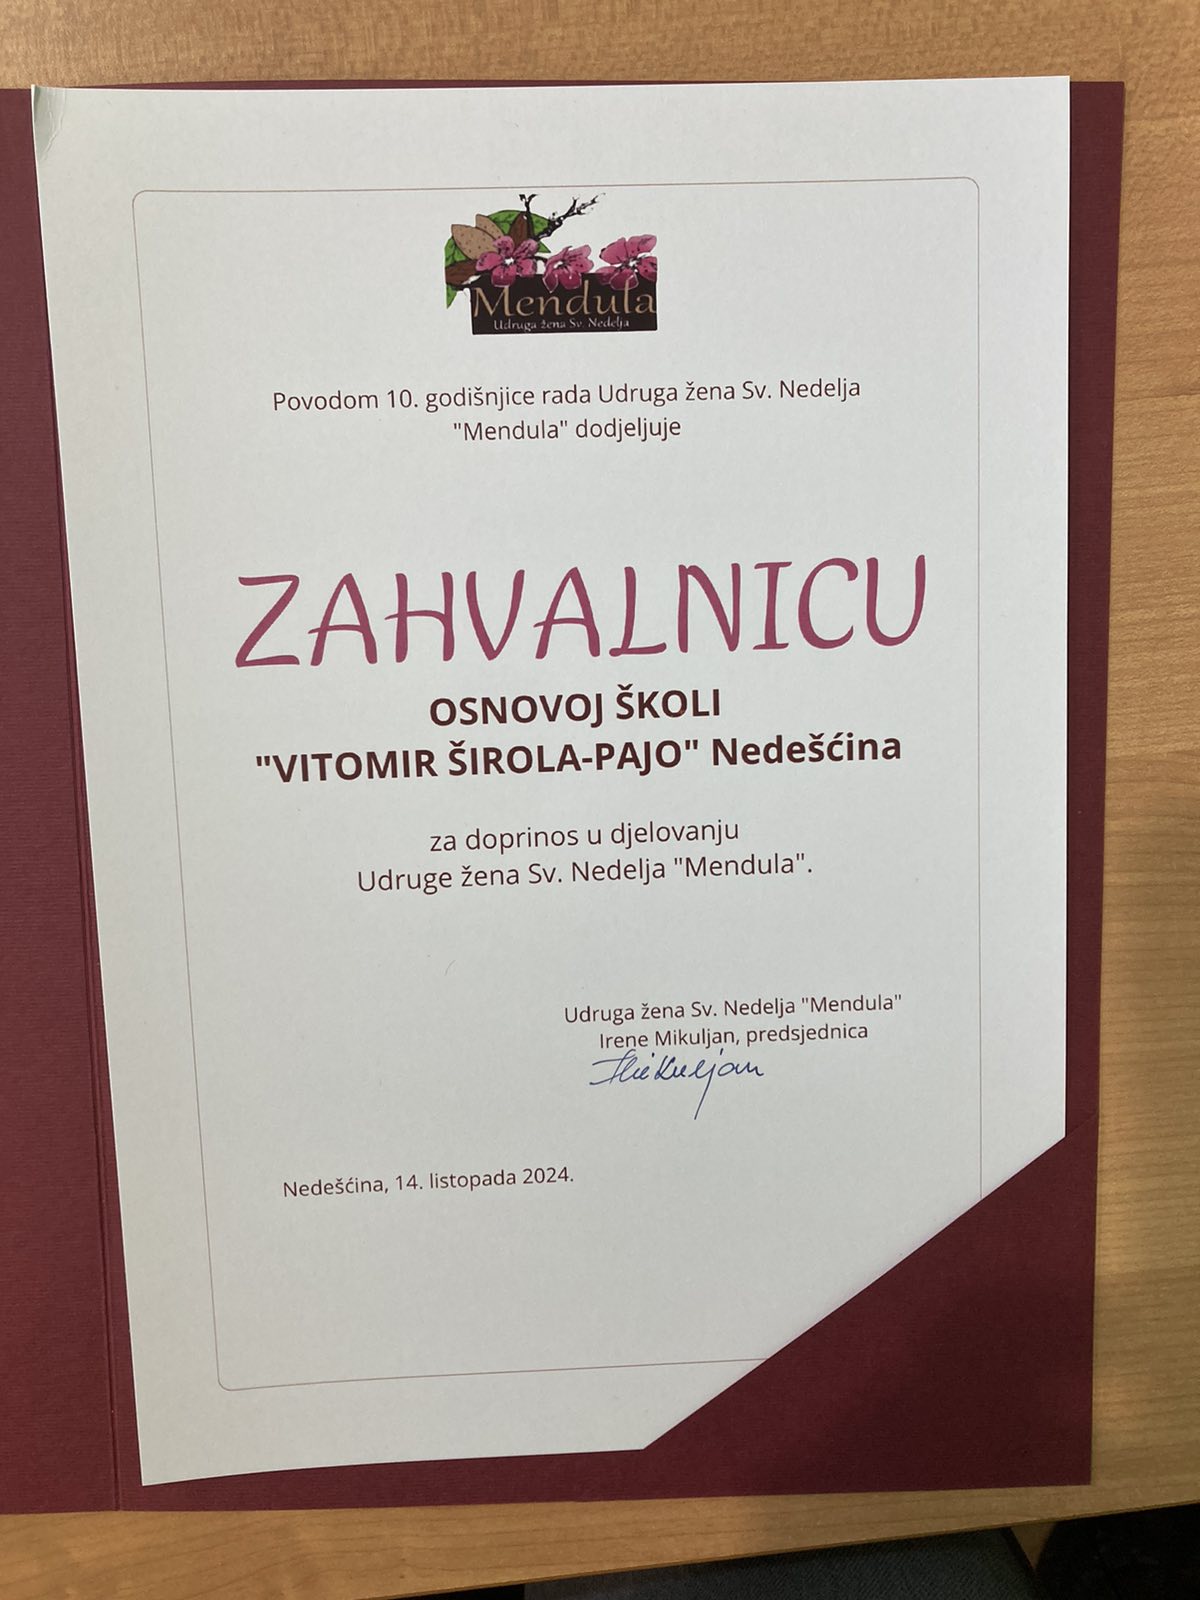 Mendula
Udruga žena Sv. Nedelja
Povodom 10. godišnjice rada Udruga žena Sv. Nedelja
"Mendula" dodjeljuje
ZAHVALNICU
OSNOVOJ ŠKOLI
"VITOMIR ŠIROLA-PAJO" Nedešćina
za doprinos u djelovanju
Udruge žena Sv. Nedelja "Mendula".
Udruga žena Sv. Nedelja "Mendula"
Irene Mikuljan, predsjednica
IMikuljan
Nedešćina, 14. listopada 2024.